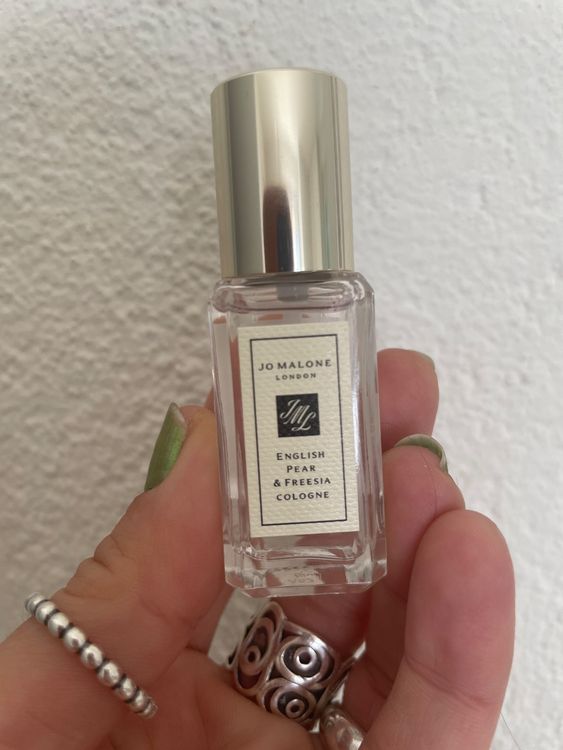 JO MALONE
LONDON
JML
ENGLISH
PEAR
& FREESIA
COLOGNE